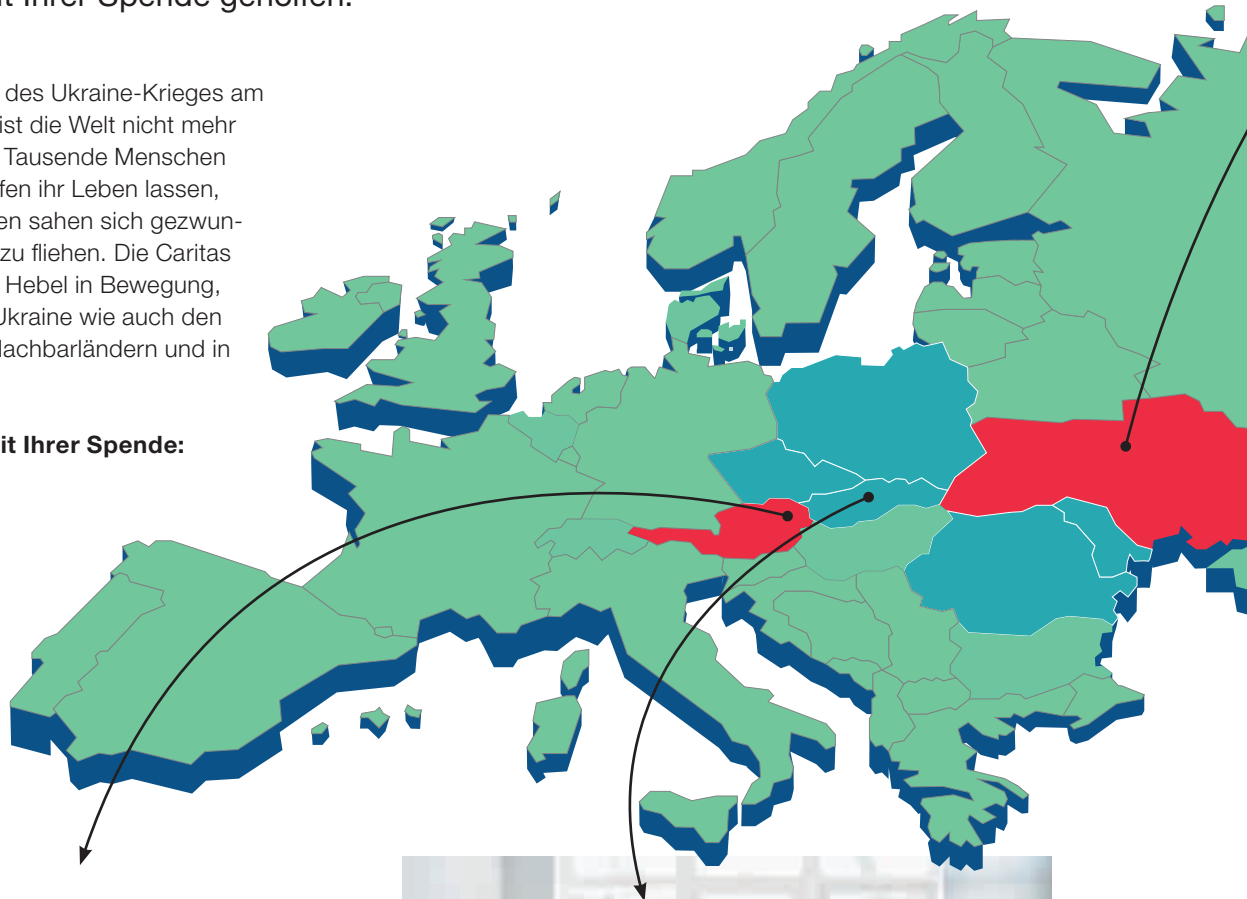 it Ihrer Spende geholfen.
des Ukraine-Krieges am
ist die Welt nicht mehr
Tausende Menschen
fen ihr Leben lassen,
en sahen sich gezwun-
zu fliehen. Die Caritas
Hebel in Bewegung,
Ukraine wie auch den
Nachbarländern und in
it Ihrer Spende: